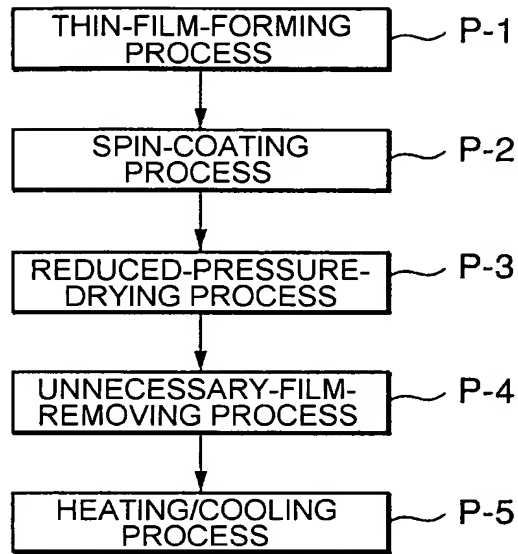 THIN-FILM-FORMING
PROCESS
P-1
SPIN-COATING
PROCESS
P-2
REDUCED-PRESSURE-
DRYING PROCESS
P-3
UNNECESSARY-FILM-
REMOVING PROCESS
P-4
HEATING/COOLING
PROCESS
P-5